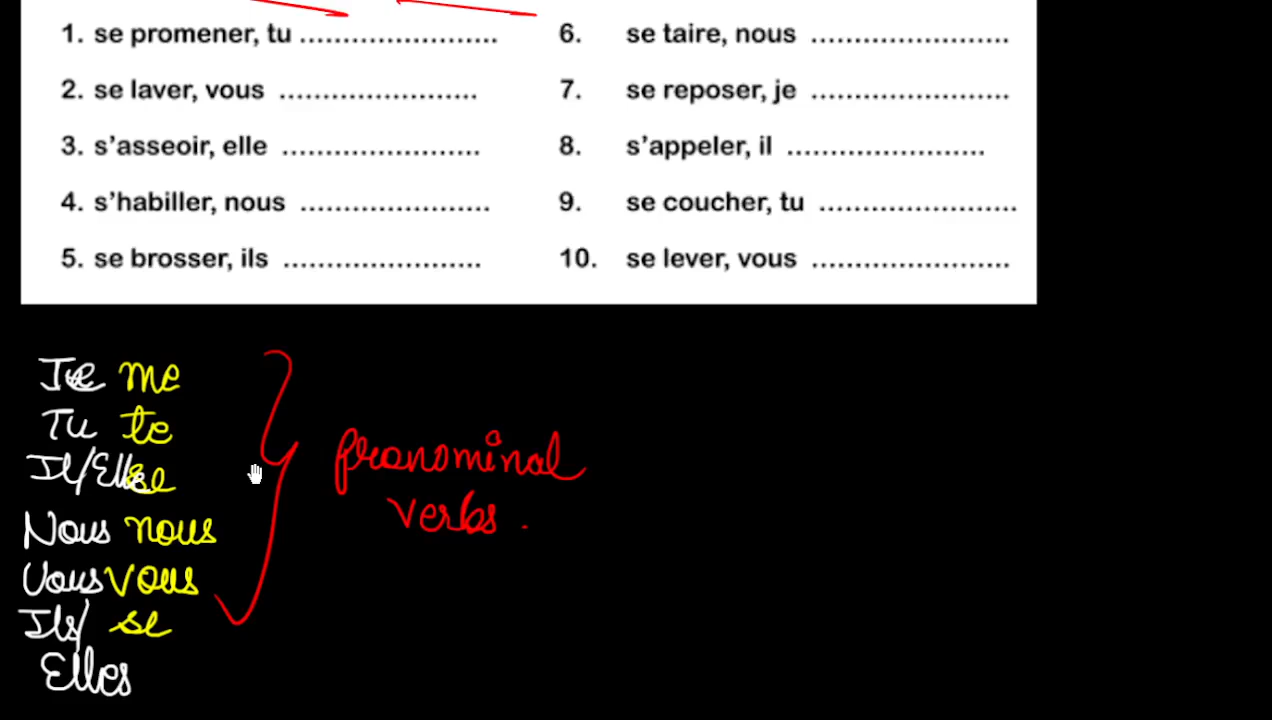 1. se promener, tu .......................
2. se laver, vous .......................
3. s'asseoir, elle .......................
4. s'habiller, nous ......................
5. se brosser, ils .......................
6. se taire, nous .......................
7. se reposer, je .......................
8. s'appeler, il .......................
9. se coucher, tu .......................
10. se lever, vous .......................
Je me
Tu te
Il/Elle se
Nous nous
Vous vous
Ils/ se
Elles
pronominal
verbs .